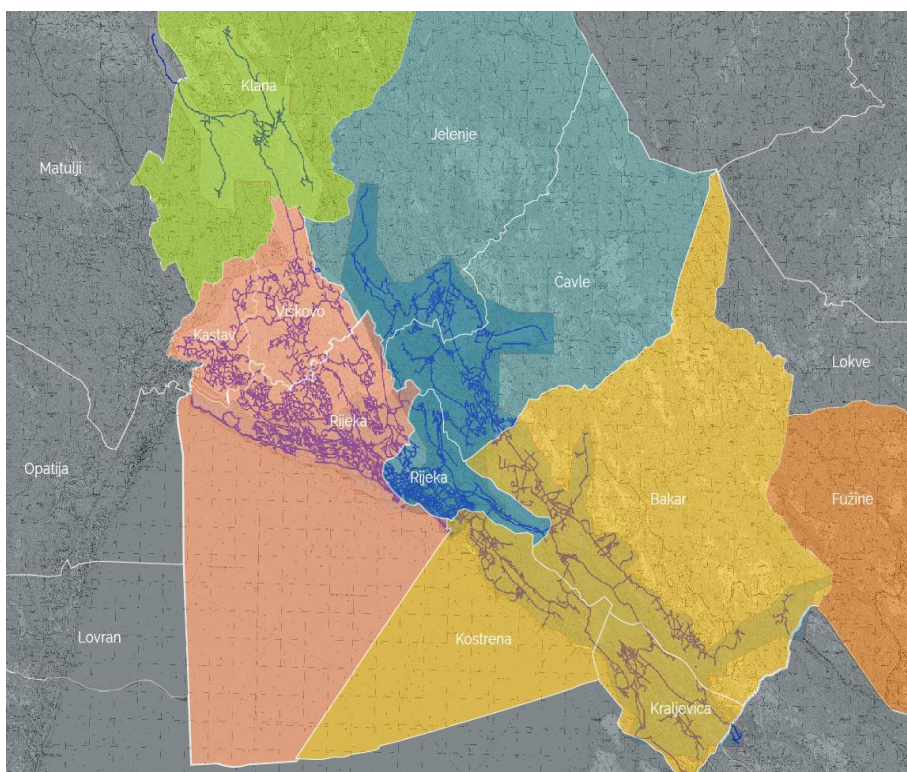 Klana
Jelenje
Matulji
Čavle
Viškovo
Kastav
Lokve
Rijeka
Opatija
Rijeka
Bakar
Fužine
Lovran
Kostrena
Kraljevica